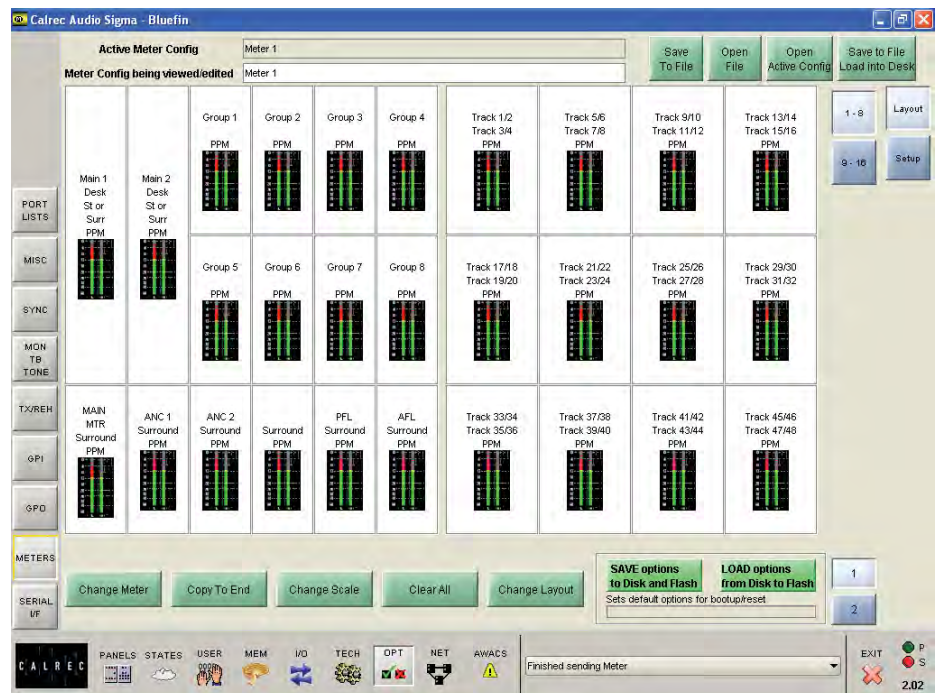 Calrec Audio Sigma - Bluefin
Active Meter Config
Meter 1
Meter Config being viewed/edited
Meter 1
Save
To File
Open
File
Open
Active Config
Save to File
Load into Desk
1 - 8
Layout
9 - 16
Setup
PORT
LISTS
MISC
SYNC
MON
TB
TONE
TX/REH
GPI
GPO
METERS
SERIAL
I/F
Main 1
Desk
St or
Surr
PPM
Main 2
Desk
St or
Surr
PPM
Group 1
PPM
Group 2
PPM
Group 3
PPM
Group 4
PPM
Track 1/2
Track 3/4
PPM
Track 5/6
Track 7/8
PPM
Track 9/10
Track 11/12
PPM
Track 13/14
Track 15/16
PPM
Group 5
PPM
Group 6
PPM
Group 7
PPM
Group 8
PPM
Track 17/18
Track 19/20
PPM
Track 21/22
Track 23/24
PPM
Track 25/26
Track 27/28
PPM
Track 29/30
Track 31/32
PPM
MAIN
MTR
Surround
PPM
ANC 1
Surround
PPM
ANC 2
Surround
PPM
Surround
PPM
PFL
Surround
PPM
AFL
Surround
PPM
Track 33/34
Track 35/36
PPM
Track 37/38
Track 39/40
PPM
Track 41/42
Track 43/44
PPM
Track 45/46
Track 47/48
PPM
Change Meter
Copy To End
Change Scale
Clear All
Change Layout
SAVE options
to Disk and Flash
LOAD options
from Disk to Flash
Sets default options for bootup/reset
1
2
CALREC
PANELS
STATES
USER
MEM
I/O
TECH
OPT
NET
AWACS
Finished sending Meter
EXIT
P
S
2.02